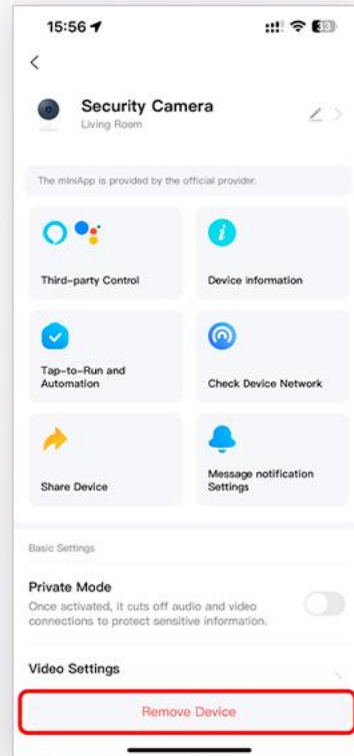 15:56
33
Security Camera
Living Room
The miniApp is provided by the official provider.
Third-party Control
Device information
Tap-to-Run and
Automation
Check Device Network
Share Device
Message notification
Settings
Basic Settings
Private Mode
Once activated, it cuts off audio and video
connections to protect sensitive information.
Video Settings
Remove Device